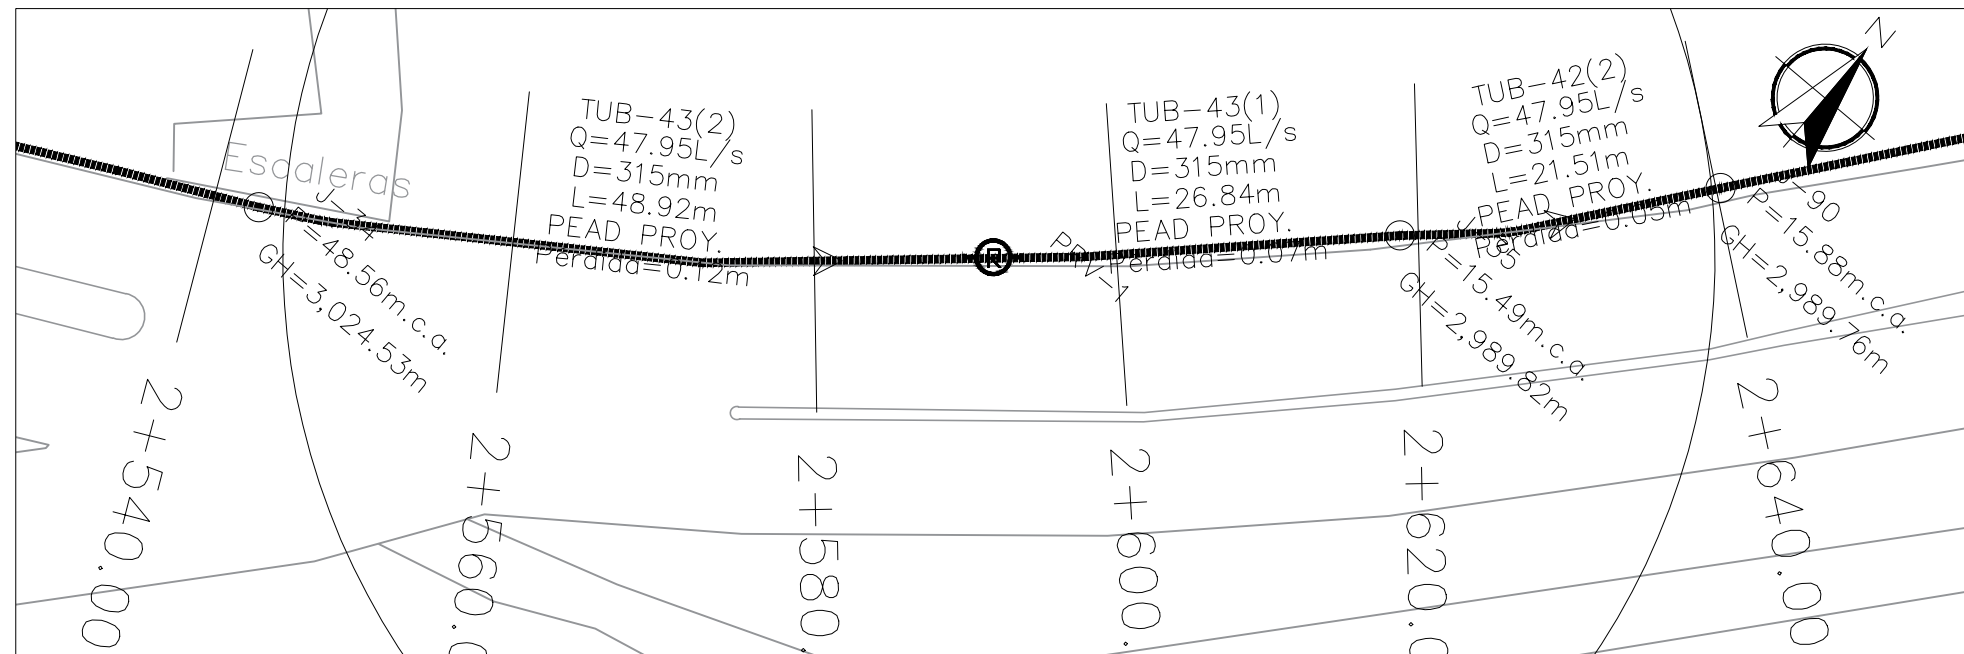 N
TUB-43(2)
Q=47.95L/s
D=315mm
L=48.92m
PEAD PROY.
Perdida=0.12m
TUB-43(1)
Q=47.95L/s
D=315mm
L=26.84m
PEAD PROY.
Perdida=0.07m
TUB-42(2)
Q=47.95L/s
D=315mm
L=21.51m
PEAD PROY.
Perdida=0.05m
Escaleras
P=48.56m.c.a.
GH=3,024.53m
R
PRV-1
P=15.49m.c.a.
GH=2,989.82m
J-90
P=15.88m.c.a.
GH=2,989.76m
2+540.00
2+560.0
2+580.
2+600.
2+620.0
2+640.00